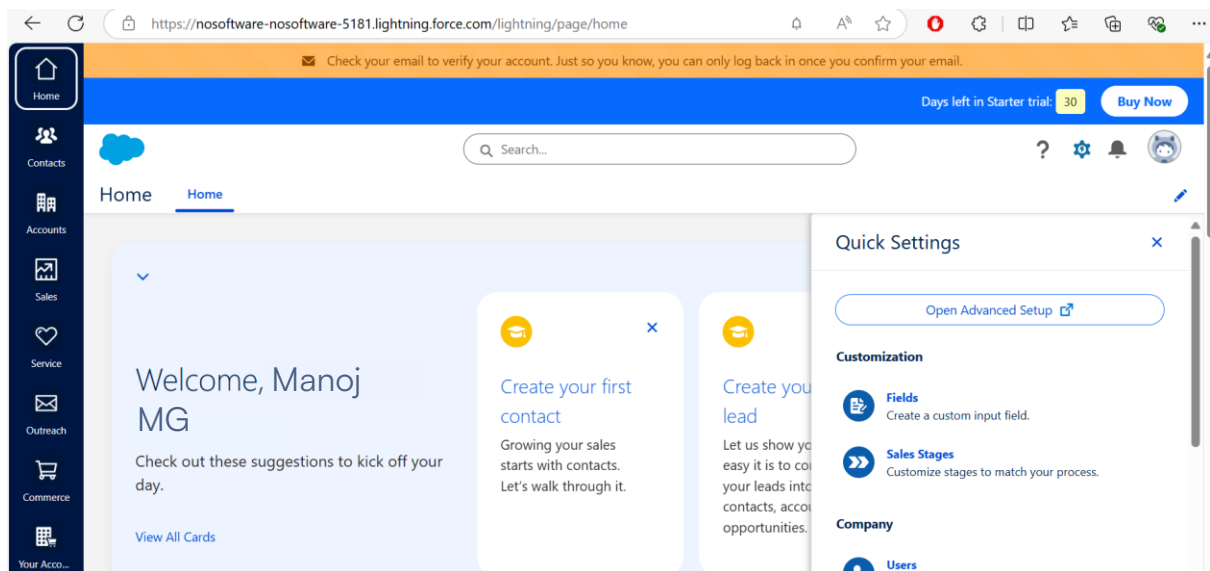 https://nosoftware-nosoftware-5181.lightning.force.com/lightning/page/home
Check your email to verify your account. Just so you know, you can only log back in once you confirm your email.
Days left in Starter trial: 30 Buy Now
Home
Contacts
Accounts
Sales
Service
Outreach
Commerce
Your Acco...
Search...
Home Home
Welcome, Manoj
MG
Check out these suggestions to kick off your
day.
View All Cards
Create your first
contact
Growing your sales
starts with contacts.
Let's walk through it.
Create you
lead
Let us show yo
easy it is to co
your leads into
contacts, accou
opportunities.
Quick Settings
Open Advanced Setup
Customization
Fields
Create a custom input field.
Sales Stages
Customize stages to match your process.
Company
Users